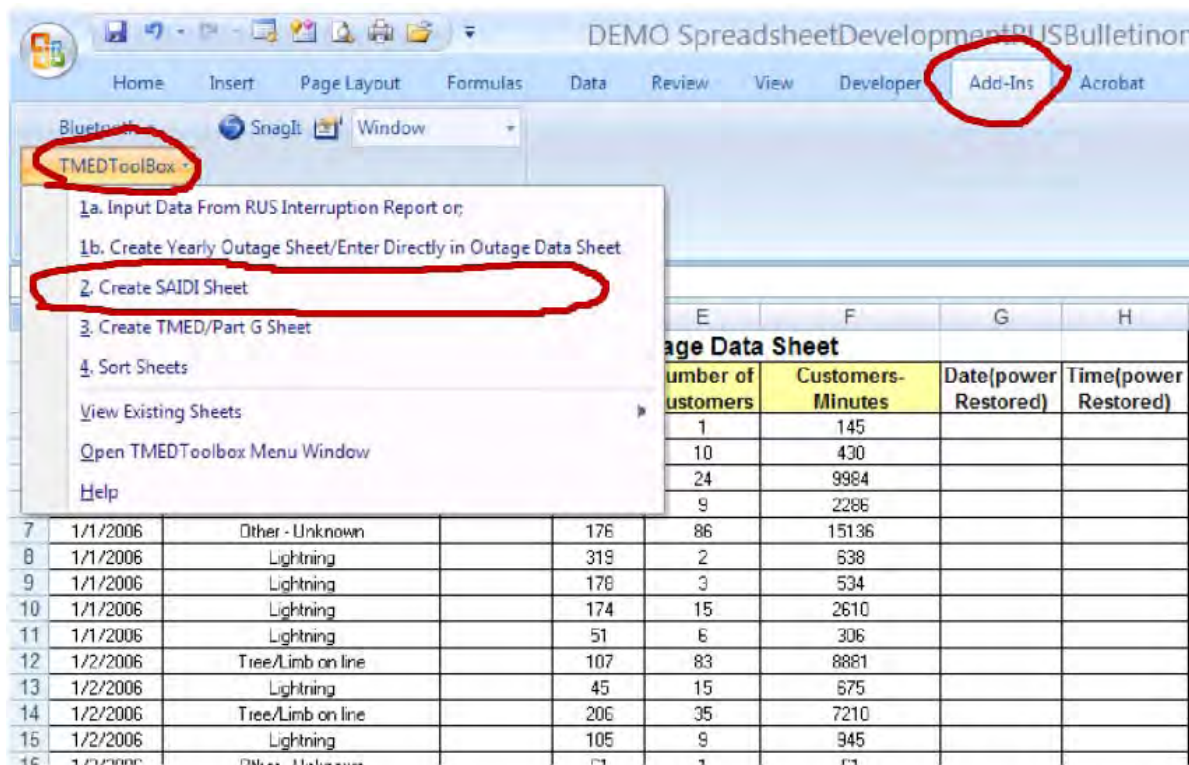 DEMO SpreadsheetDevelopmentRUSBulletinor
Home Insert Page Layout Formulas Data Review View Developer Add-Ins Acrobat
SnagIt Window
TMEDToolBox
1a. Input Data From RUS Interruption Report or;
1b. Create Yearly Outage Sheet/Enter Directly in Outage Data Sheet
2. Create SAIDI Sheet
3. Create TMED/Part G Sheet
4. Sort Sheets
View Existing Sheets
Open TMEDToolbox Menu Window
Help
E F G H
age Data Sheet
umber of Customers- Date(power Time(power
ustomers Minutes Restored) Restored)
1 145
10 430
24 9984
9 2286
7 1/1/2006 Other - Unknown 176 86 15136
8 1/1/2006 Lightning 319 2 638
9 1/1/2006 Lightning 178 3 534
10 1/1/2006 Lightning 174 15 2610
11 1/1/2006 Lightning 51 6 306
12 1/2/2006 Tree/Limb on line 107 83 8881
13 1/2/2006 Lightning 45 15 675
14 1/2/2006 Tree/Limb on line 206 35 7210
15 1/2/2006 Lightning 105 9 945